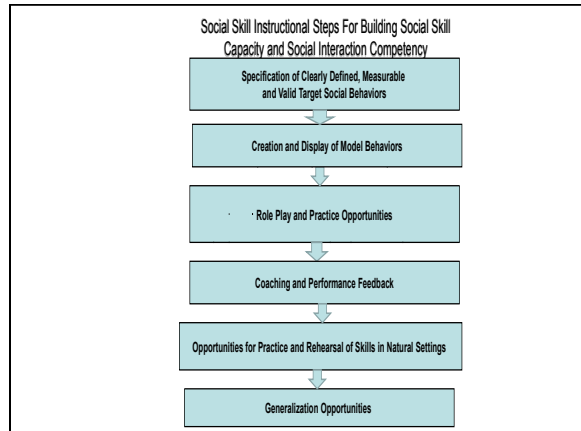 Social Skill Instructional Steps For Building Social Skill
Capacity and Social Interaction Competency
Specification of Clearly Defined, Measurable
and Valid Target Social Behaviors
Creation and Display of Model Behaviors
Role Play and Practice Opportunities
Coaching and Performance Feedback
Opportunities for Practice and Rehearsal of Skills in Natural Settings
Generalization Opportunities